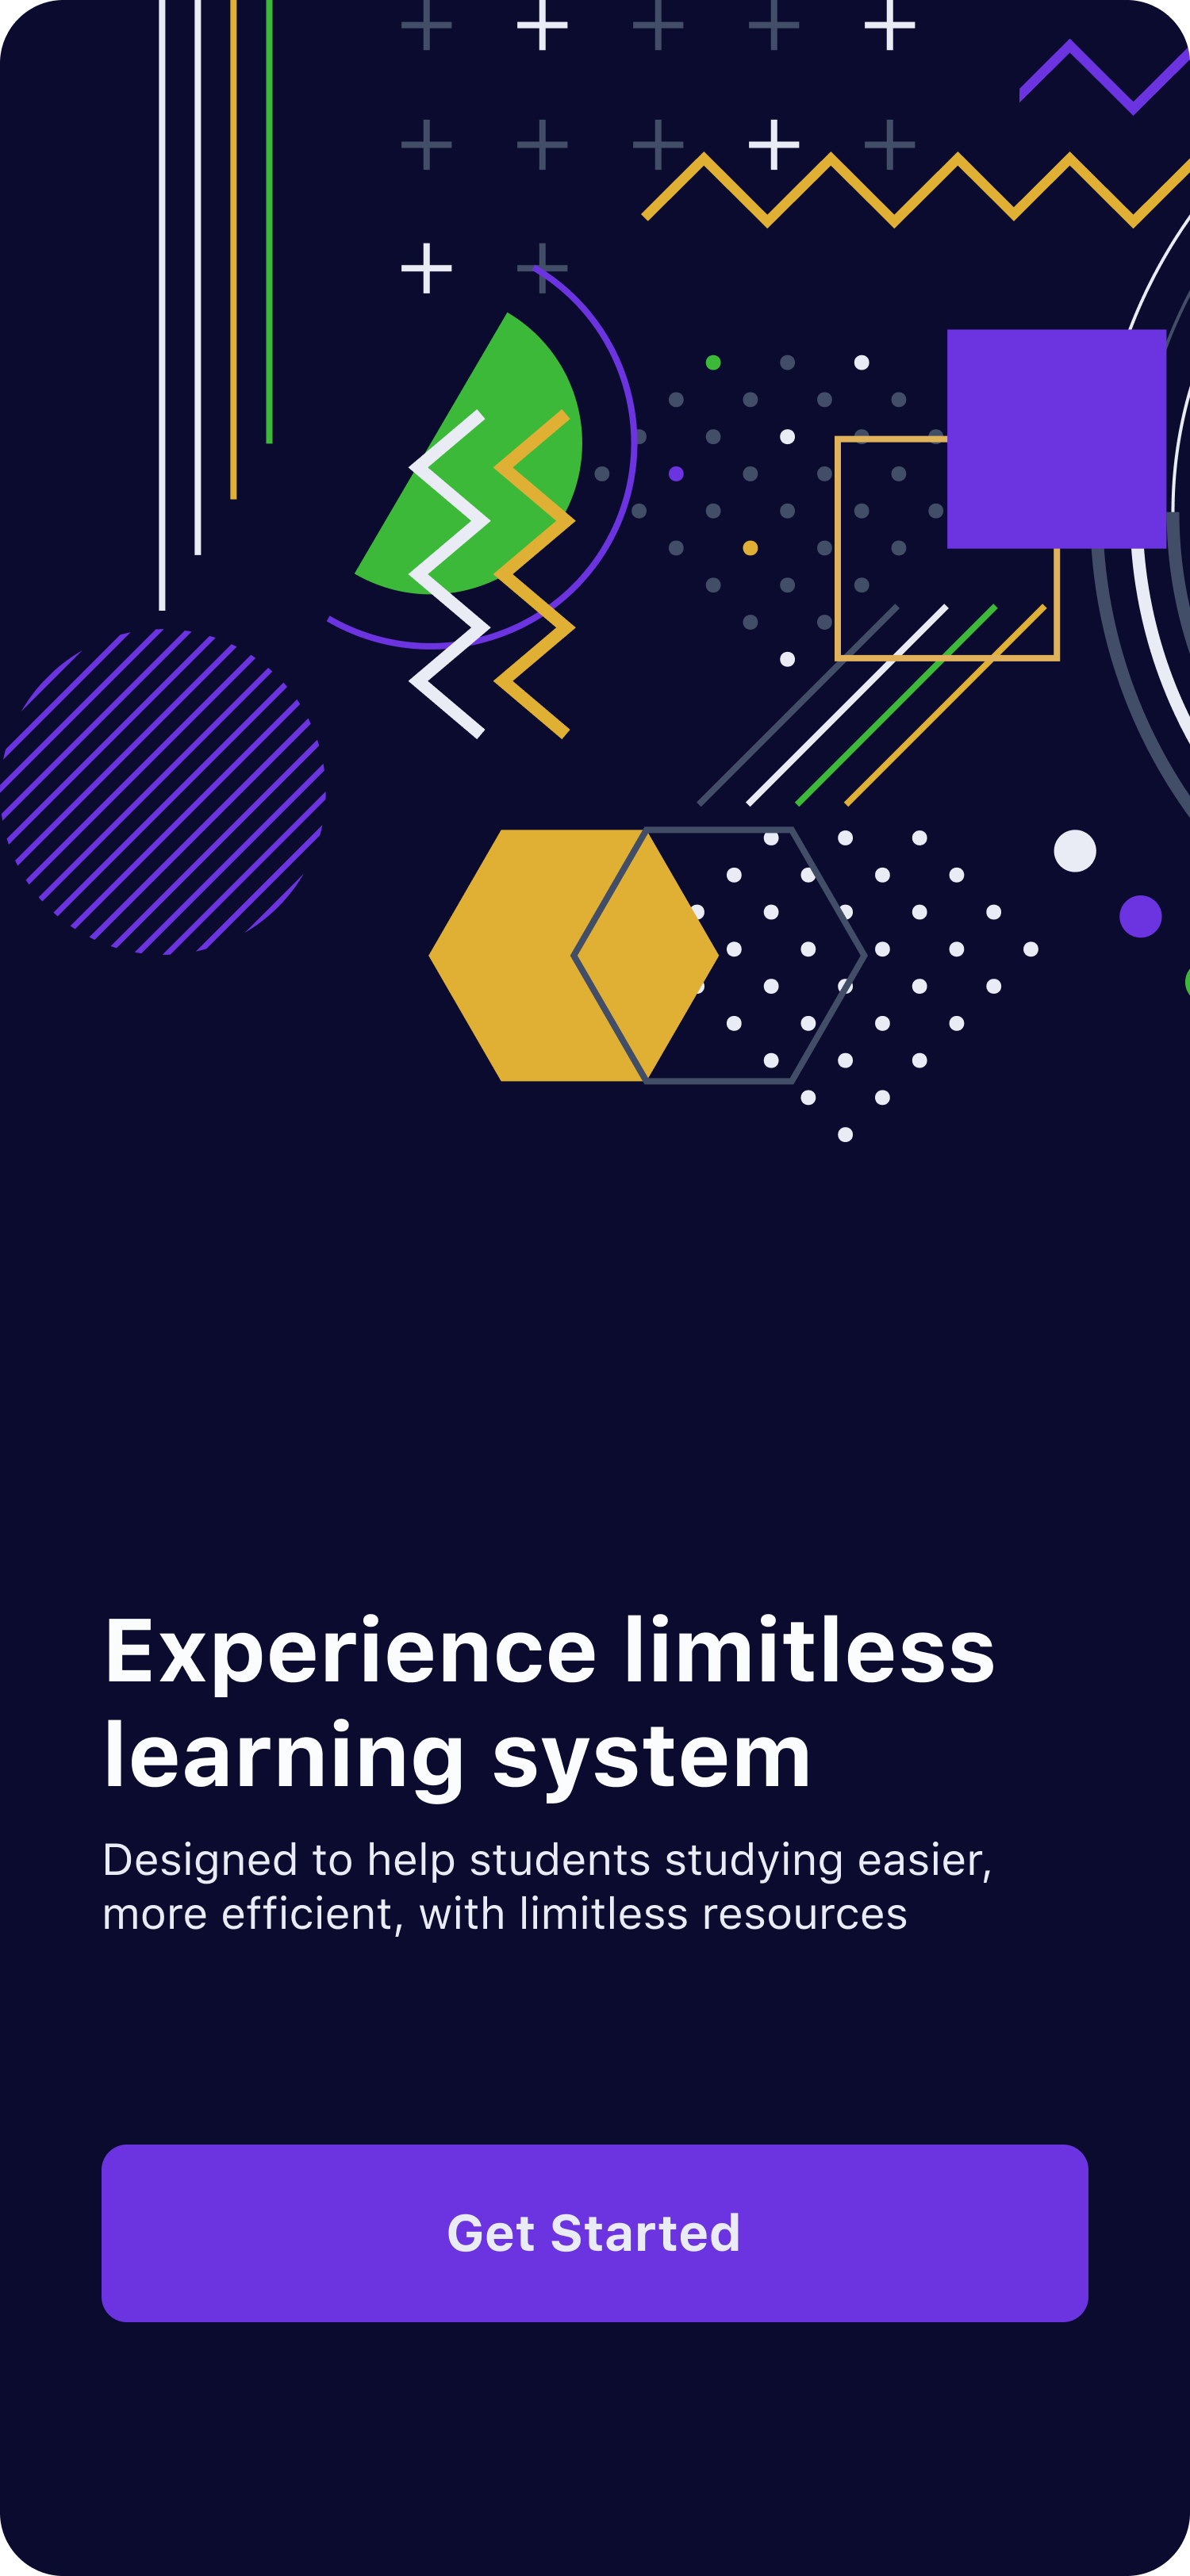 Experience limitless
learning system
Designed to help students studying easier,
more efficient, with limitless resources
Get Started